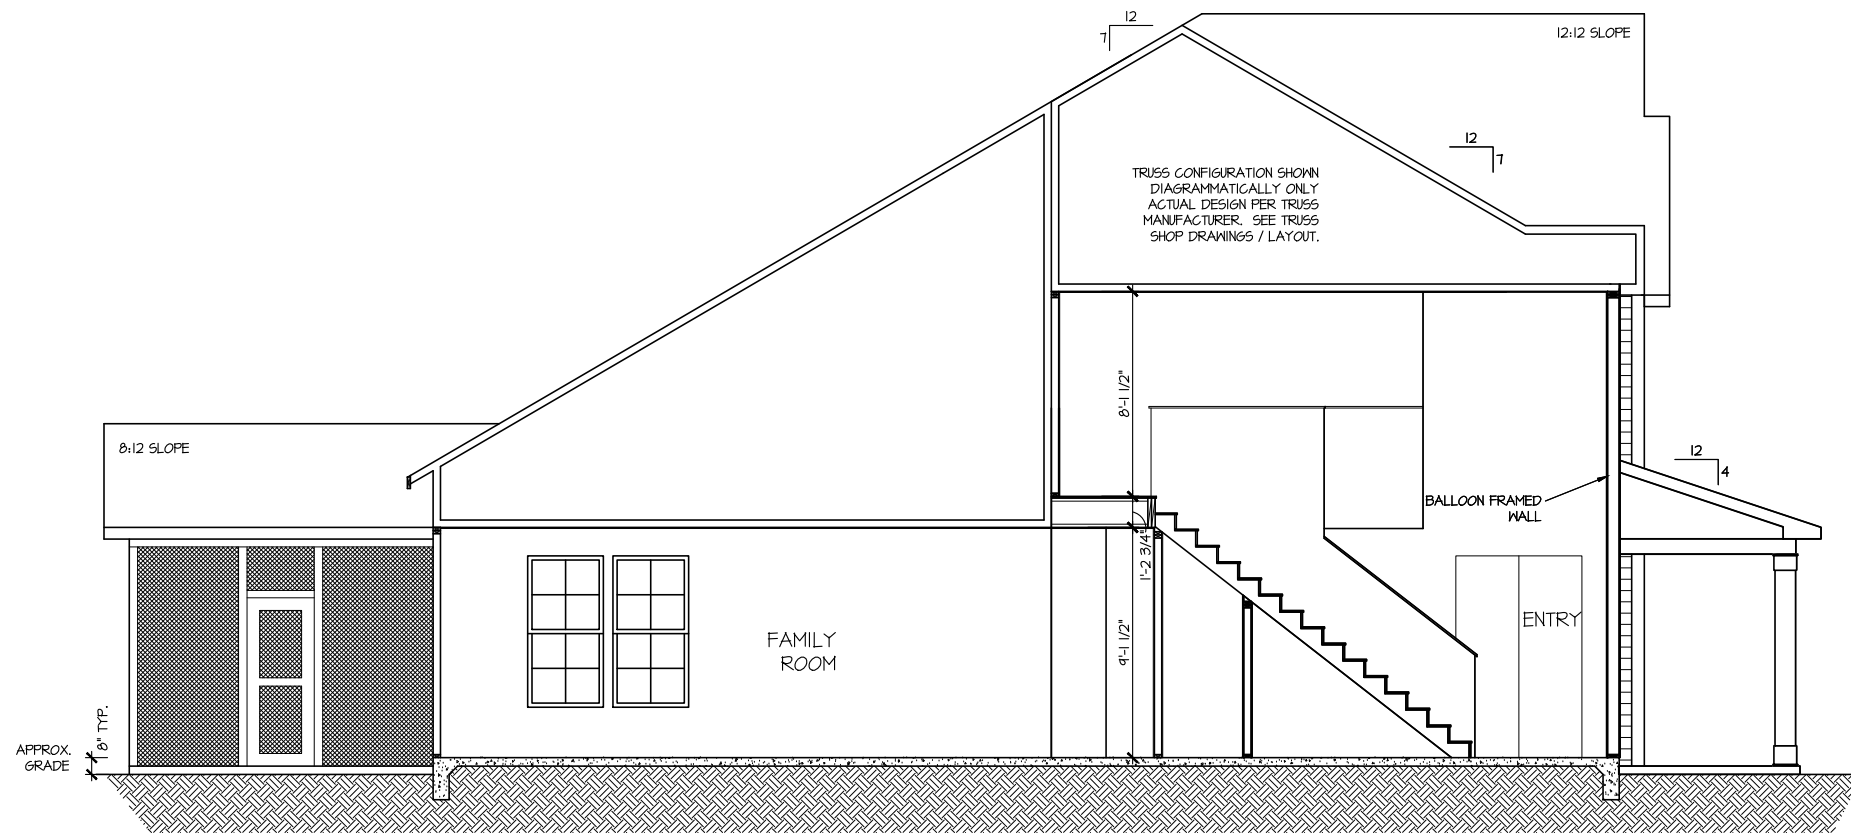 12
7
12:12 SLOPE
12
7
TRUSS CONFIGURATION SHOWN
DIAGRAMMATICALLY ONLY
ACTUAL DESIGN PER TRUSS
MANUFACTURER. SEE TRUSS
SHOP DRAWINGS / LAYOUT.
8'-1 1/2"
8:12 SLOPE
12
4
BALLOON FRAMED
WALL
1'-2 3/4"
9'-1 1/2"
FAMILY
ROOM
ENTRY
8" TYP.
APPROX.
GRADE